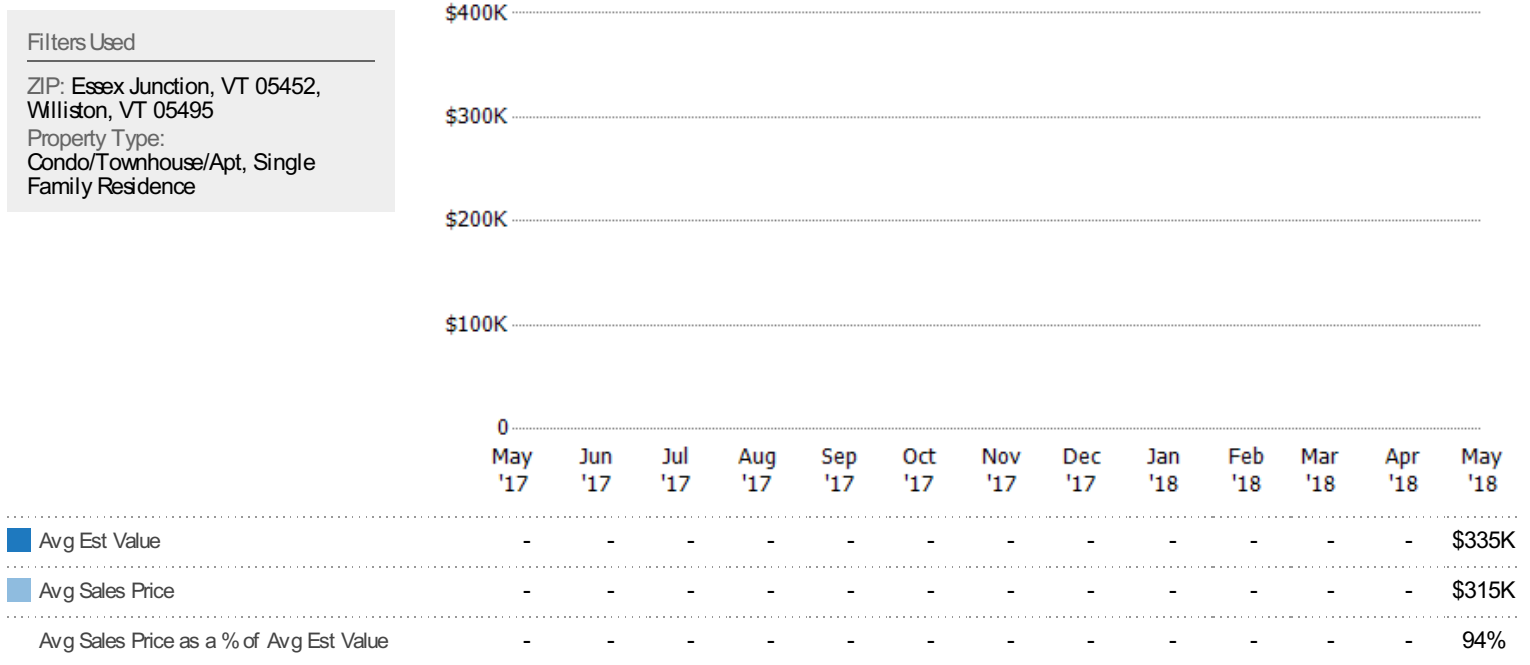 Filters Used
ZIP: Essex Junction, VT 05452,
Williston, VT 05495
Property Type:
Condo/Townhouse/Apt, Single
Family Residence
$400K
$300K
$200K
$100K
0
May Jun Jul Aug Sep Oct Nov Dec Jan Feb Mar Apr May
'17 '17 '17 '17 '17 '17 '17 '17 '18 '18 '18 '18 '18
Avg Est Value - - - - - - - - - - - - $335K
Avg Sales Price - - - - - - - - - - - - $315K
Avg Sales Price as a % of Avg Est Value - - - - - - - - - - - - 94%